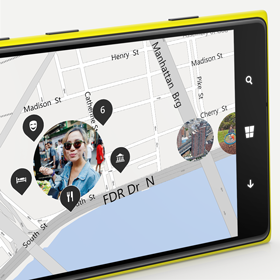 Henry St
Manhattan Brg
Madison St
Madison St
Catherine
6
Pike St
Cherry St
FDR Dr N
South St
South St